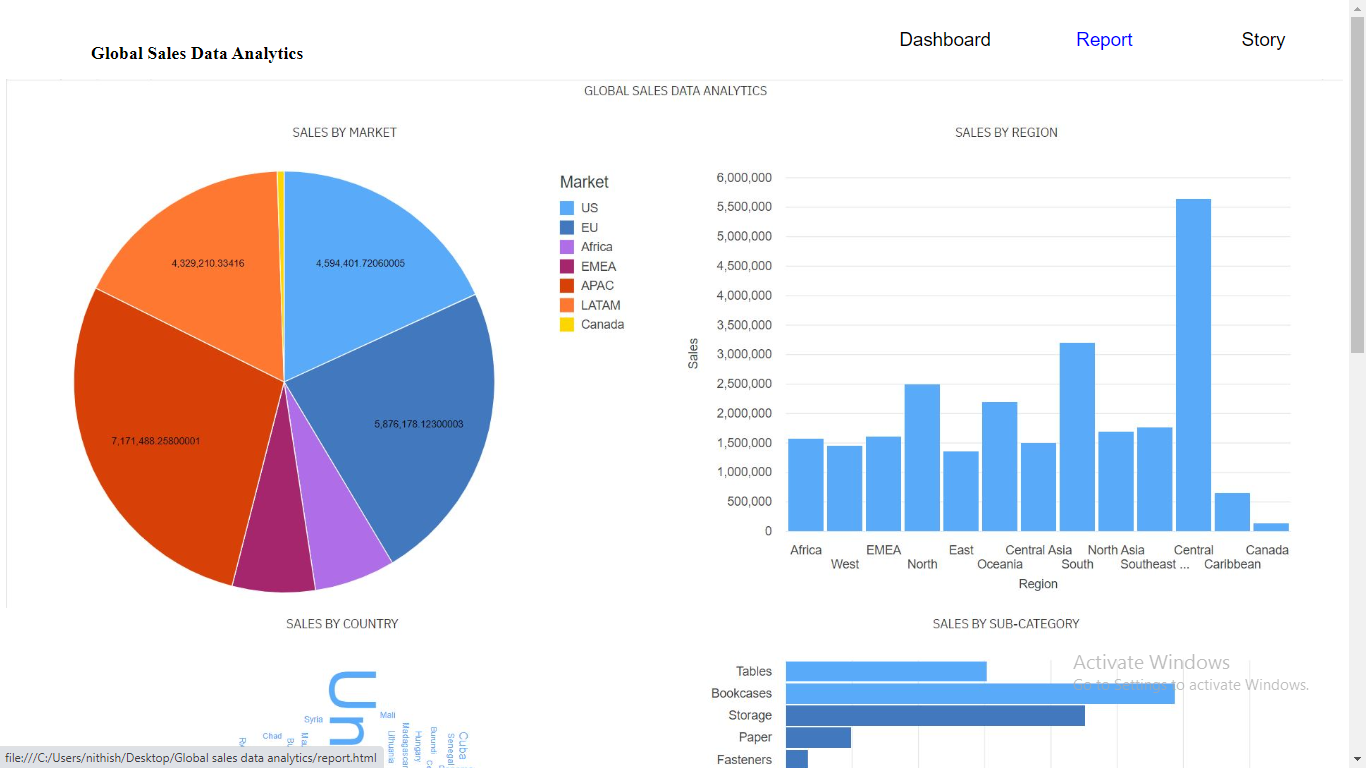 Global Sales Data Analytics
Dashboard
Report
Story
GLOBAL SALES DATA ANALYTICS
SALES BY MARKET
4,329,210.33416
4,594,401.72060005
5,876,178.12300003
7,171,488.25800001
Market
US
EU
Africa
EMEA
APAC
LATAM
Canada
SALES BY REGION
Sales
6,000,000
5,500,000
5,000,000
4,500,000
4,000,000
3,500,000
3,000,000
2,500,000
2,000,000
1,500,000
1,000,000
500,000
0
Africa
West
EMEA
North
East
Oceania
Central Asia
South
North Asia
Southeast ...
Central
Caribbean
Canada
Region
SALES BY COUNTRY
Un
Syria
Mali
Chad
Lithuania
Madagascar
Hungary
Burundi
Senegal
Cuba
SALES BY SUB-CATEGORY
Tables
Bookcases
Storage
Paper
Fasteners
Activate Windows
Go to Settings to activate Windows.
file:///C:/Users/nithish/Desktop/Global sales data analytics/report.html